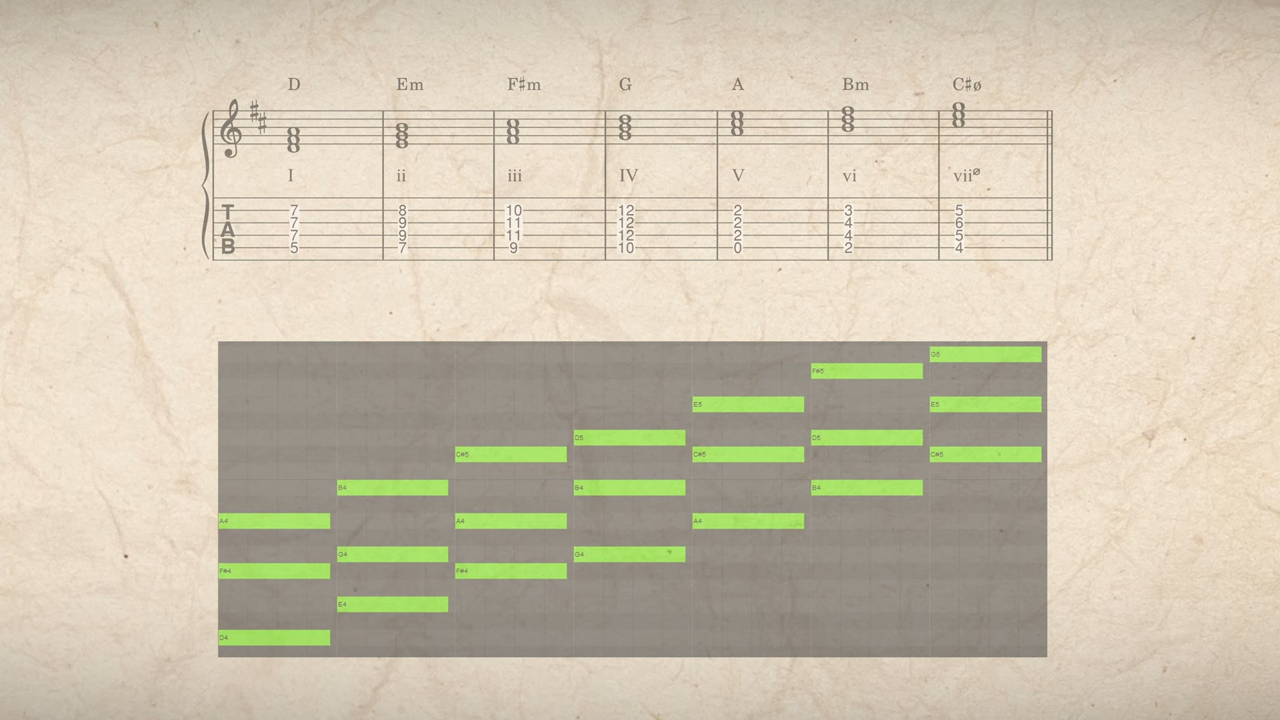 D Em F♯m G A Bm C♯ø
I ii iii IV V vi viiø
T 7 8 10 12 2 3 5
A 7 9 11 12 2 4 6
7 9 11 12 2 4 5
B 5 7 9 10 0 2 4
G5
F#5
E5 E5
D5 D5
C#5 C#5 C#5
B4 B4 B4
A4 A4 A4
G4 G4
F#4 F#4
E4
D4